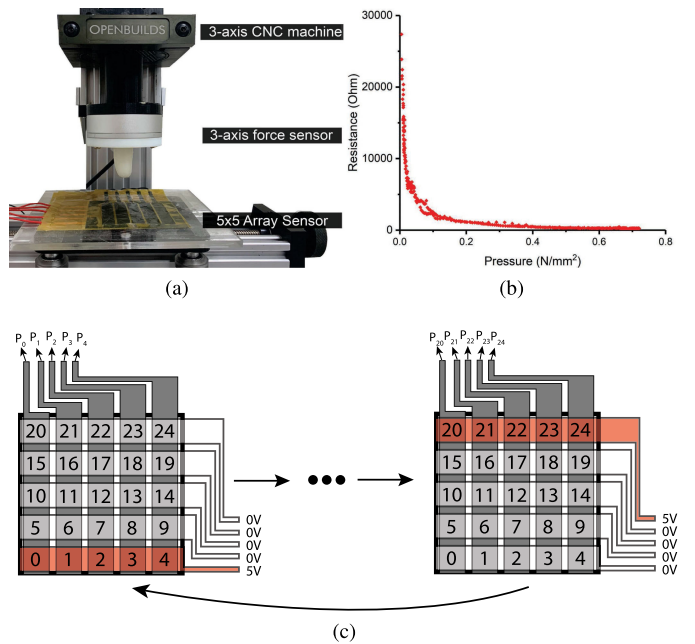 OPENBUILDS
3-axis CNC machine
3-axis force sensor
5x5 Array Sensor
(a)
30000
20000
10000
0
Resistance (Ohm)
0.0 0.2 0.4 0.6 0.8
Pressure (N/mm²)
(b)
P0 P1 P2 P3 P4
20 21 22 23 24
15 16 17 18 19
10 11 12 13 14
5 6 7 8 9
0 1 2 3 4
0V
0V
0V
0V
5V
P20 P21 P22 P23 P24
20 21 22 23 24
15 16 17 18 19
10 11 12 13 14
5 6 7 8 9
0 1 2 3 4
5V
0V
0V
0V
0V
(c)